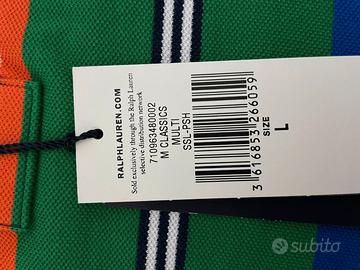 RALPHLAUREN.COM
Sold exclusively through the Ralph Lauren
selective distribution network
710963480002
M CLASSICS
MULTI
SSL-PSH
3 616853 266059
SIZE
L
subito